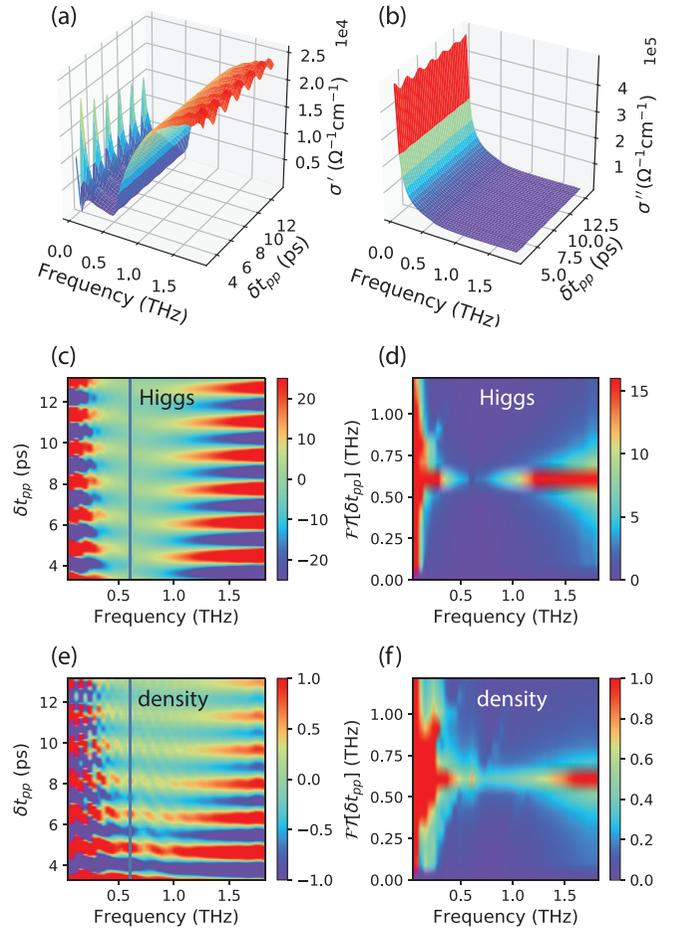 (a)
1e4
2.5
2.0
1.5
1.0
0.5
σ′ (Ω⁻¹cm⁻¹)
0.0 0.5 1.0 1.5
Frequency (THz)
4 6 8 10 12
δtₚₚ (ps)
(b)
1e5
4
3
2
1
σ″(Ω⁻¹cm⁻¹)
0.0 0.5 1.0 1.5
Frequency (THz)
5.0 7.5 10.0 12.5
δtₚₚ (ps)
(c)
Higgs
12
10
8
6
4
δtₚₚ (ps)
0.5 1.0 1.5
Frequency (THz)
20
10
0
−10
−20
(d)
Higgs
1.00
0.75
0.50
0.25
0.00
ℱ𝒯[δtₚₚ] (THz)
0.5 1.0 1.5
Frequency (THz)
15
10
5
0
(e)
density
12
10
8
6
4
δtₚₚ (ps)
0.5 1.0 1.5
Frequency (THz)
1.0
0.5
0.0
−0.5
−1.0
(f)
density
1.00
0.75
0.50
0.25
0.00
ℱ𝒯[δtₚₚ] (THz)
0.5 1.0 1.5
Frequency (THz)
1.0
0.8
0.6
0.4
0.2
0.0